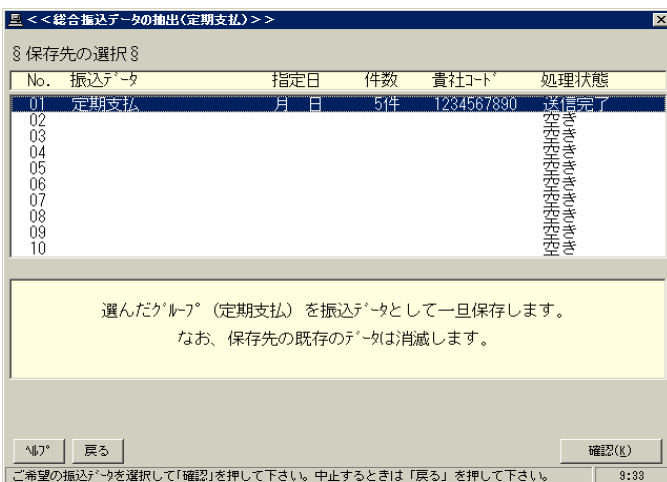 <<総合振込データの抽出(定期支払)>>
§保存先の選択§
No. 振込ﾃﾞｰﾀ 指定日 件数 貴社ｺｰﾄﾞ 処理状態
01 定期支払 月 日 5件 1234567890 送信完了
02 空き
03 空き
04 空き
05 空き
06 空き
07 空き
08 空き
09 空き
10 空き
選んだｸﾞﾙｰﾌﾟ(定期支払)を振込ﾃﾞｰﾀとして一旦保存します。
なお、保存先の既存のﾃﾞｰﾀは消滅します。
ﾍﾙﾌﾟ 戻る 確認(K)
ご希望の振込ﾃﾞｰﾀを選択して「確認」を押して下さい。中止するときは「戻る」を押して下さい。 9:33